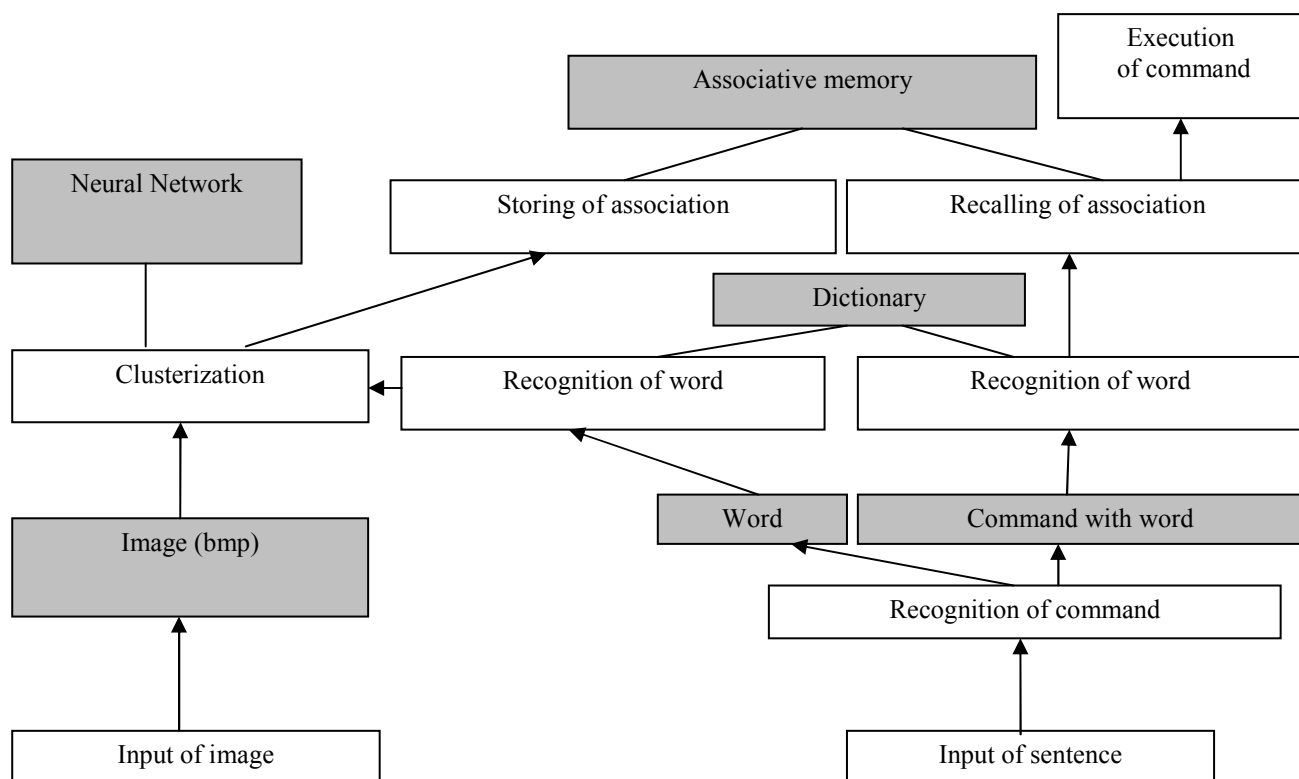 Execution
of command
Associative memory
Neural Network
Storing of association
Recalling of association
Dictionary
Clusterization
Recognition of word
Recognition of word
Word
Command with word
Image (bmp)
Recognition of command
Input of image
Input of sentence